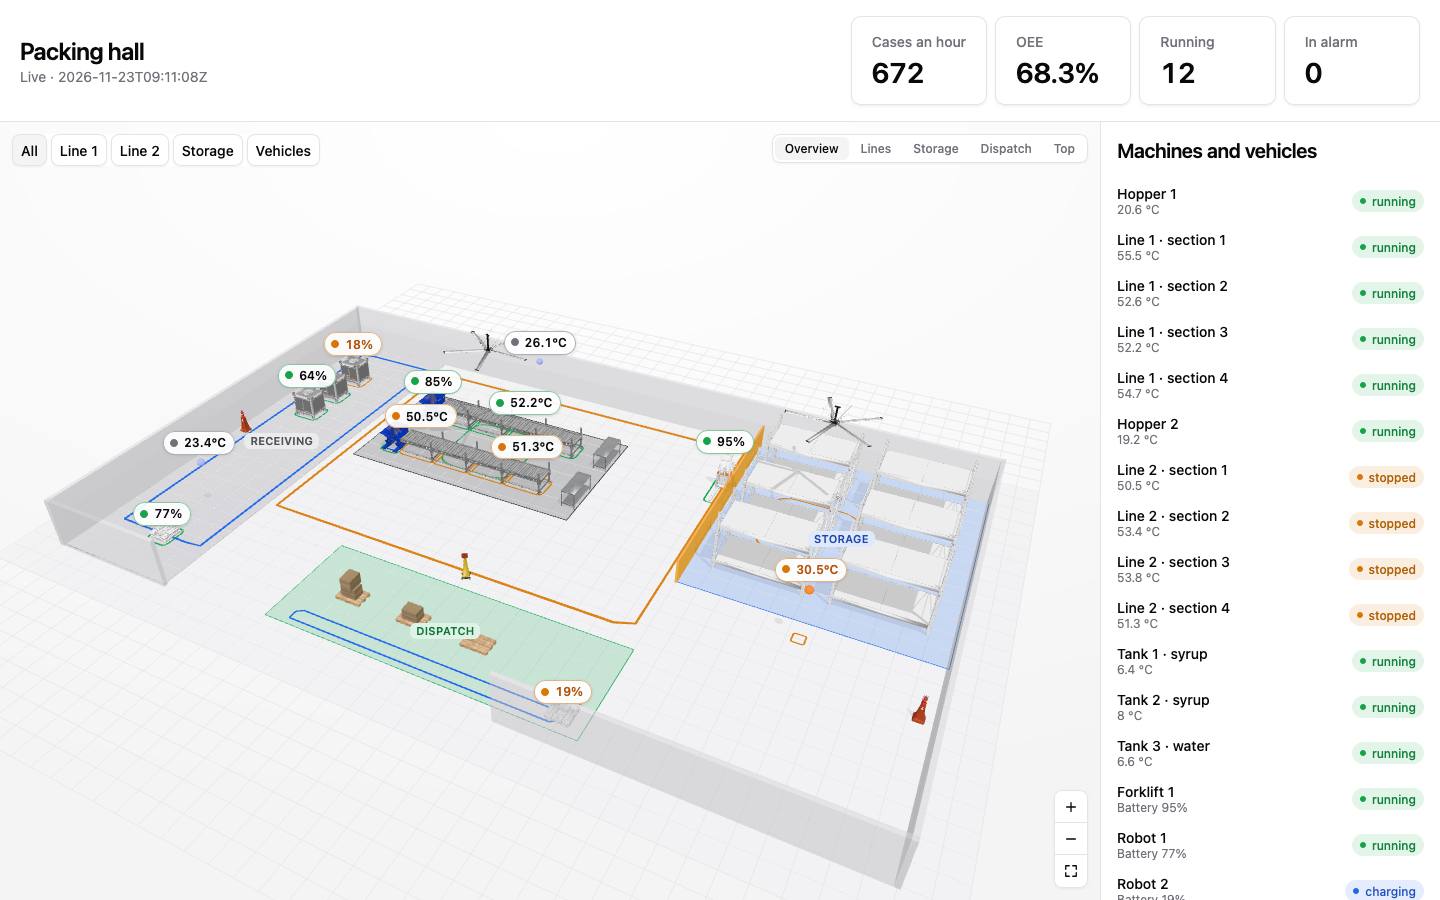 Packing hall
Live · 2026-11-23T09:11:08Z
Cases an hour
672
OEE
68.3%
Running
12
In alarm
0
All
Line 1
Line 2
Storage
Vehicles
Overview
Lines
Storage
Dispatch
Top
18%
26.1°C
64%
85%
52.2°C
50.5°C
23.4°C
RECEIVING
51.3°C
95%
77%
STORAGE
30.5°C
DISPATCH
19%
+
−
Machines and vehicles
Hopper 1
20.6 °C
running
Line 1 · section 1
55.5 °C
running
Line 1 · section 2
52.6 °C
running
Line 1 · section 3
52.2 °C
running
Line 1 · section 4
54.7 °C
running
Hopper 2
19.2 °C
running
Line 2 · section 1
50.5 °C
stopped
Line 2 · section 2
53.4 °C
stopped
Line 2 · section 3
53.8 °C
stopped
Line 2 · section 4
51.3 °C
stopped
Tank 1 · syrup
6.4 °C
running
Tank 2 · syrup
8 °C
running
Tank 3 · water
6.6 °C
running
Forklift 1
Battery 95%
running
Robot 1
Battery 77%
running
Robot 2
Battery 19%
charging